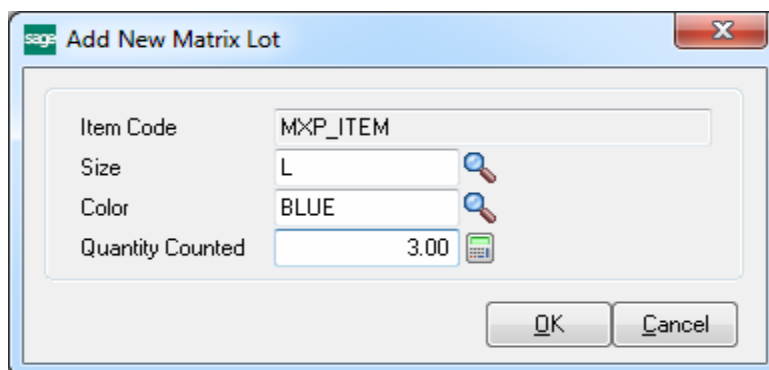 sage Add New Matrix Lot
Item Code MXP_ITEM
Size L
Color BLUE
Quantity Counted 3.00
OK Cancel